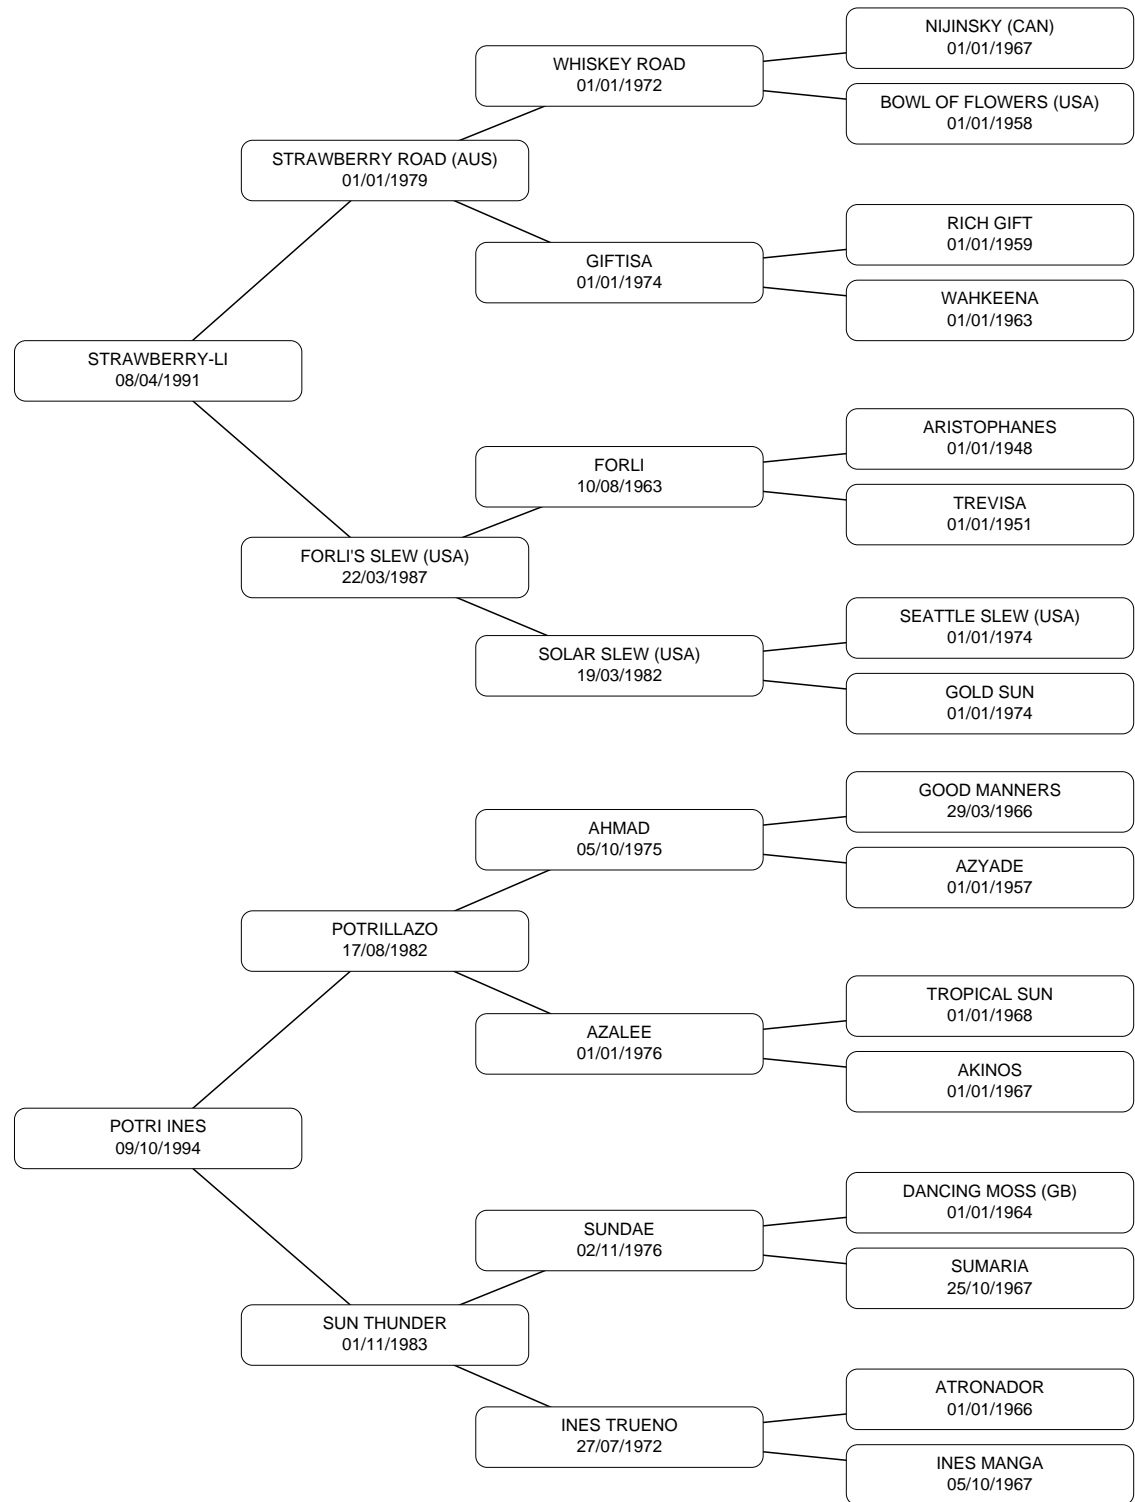 NIJINSKY (CAN)
01/01/1967
WHISKEY ROAD
01/01/1972
BOWL OF FLOWERS (USA)
01/01/1958
STRAWBERRY ROAD (AUS)
01/01/1979
RICH GIFT
01/01/1959
GIFTISA
01/01/1974
WAHKEENA
01/01/1963
STRAWBERRY-LI
08/04/1991
ARISTOPHANES
01/01/1948
FORLI
10/08/1963
TREVISA
01/01/1951
FORLI'S SLEW (USA)
22/03/1987
SEATTLE SLEW (USA)
01/01/1974
SOLAR SLEW (USA)
19/03/1982
GOLD SUN
01/01/1974
GOOD MANNERS
29/03/1966
AHMAD
05/10/1975
AZYADE
01/01/1957
POTRILLAZO
17/08/1982
TROPICAL SUN
01/01/1968
AZALEE
01/01/1976
AKINOS
01/01/1967
POTRI INES
09/10/1994
DANCING MOSS (GB)
01/01/1964
SUNDAE
02/11/1976
SUMARIA
25/10/1967
SUN THUNDER
01/11/1983
ATRONADOR
01/01/1966
INES TRUENO
27/07/1972
INES MANGA
05/10/1967